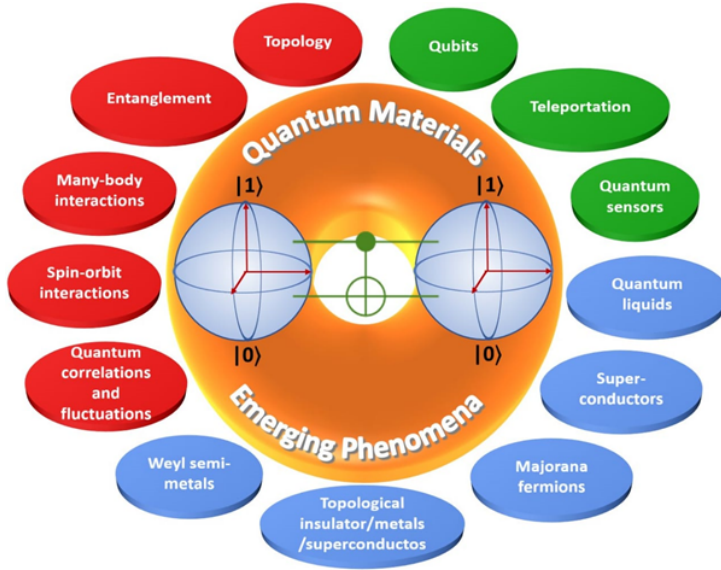 Topology
Qubits
Entanglement
Teleportation
Quantum Materials
Many-body
interactions
|1⟩
|1⟩
Quantum
sensors
Spin-orbit
interactions
Quantum
liquids
|0⟩
|0⟩
Quantum
correlations
and
fluctuations
Super-
conductors
Emerging Phenomena
Weyl semi-
metals
Majorana
fermions
Topological
insulator/metals
/superconductos